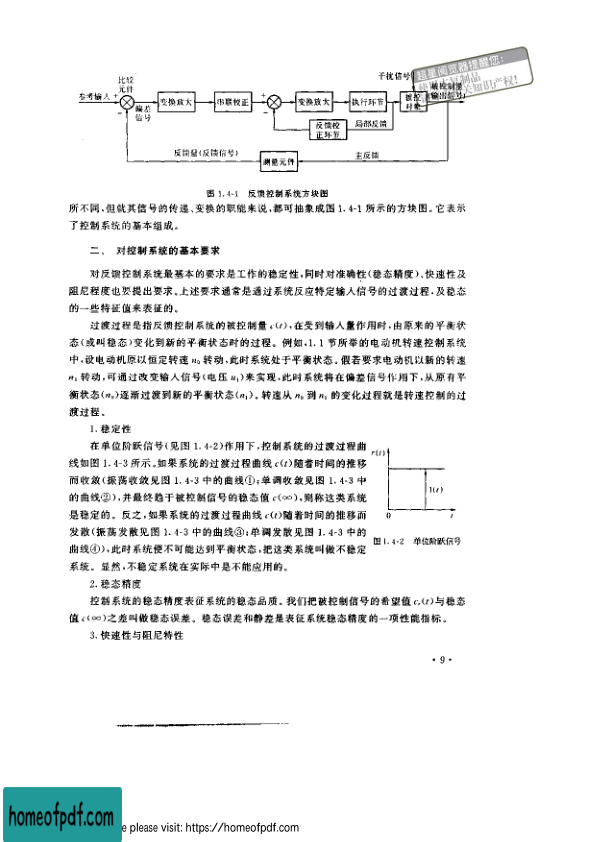 比较
元件
参考输入 +
偏差
信号
变换放大
串联校正
+
变换放大
执行环节
干扰信号
被控
对象
被控制量
输出信号
反馈校
正环节
局部反馈
反馈量(反馈信号)
测量元件
主反馈
超星阅览器提醒您:
图 1.4-1 反馈控制系统方块图
所不同,但就其信号的传递、变换的职能来说,都可抽象成图 1.4-1 所示的方块图。它表示
了控制系统的基本组成。
二、 对控制系统的基本要求
对反馈控制系统最基本的要求是工作的稳定性,同时对准确性(稳态精度)、快速性及
阻尼程度也要提出要求。上述要求通常是通过系统反应特定输入信号的过渡过程,及稳态
的一些特征值来表征的。
过渡过程是指反馈控制系统的被控制量 c(t),在受到输入量作用时,由原来的平衡状
态(或叫稳态)变化到新的平衡状态时的过程。例如,1.1 节所举的电动机转速控制系统
中,设电动机原以恒定转速 n₀ 转动,此时系统处于平衡状态。假若要求电动机以新的转速
n₁ 转动,可通过改变输入信号(电压 u₁)来实现,此时系统将在偏差信号作用下,从原有平
衡状态(n₀)逐渐过渡到新的平衡状态(n₁)。转速从 n₀ 到 n₁ 的变化过程就是转速控制的过
渡过程。
1. 稳定性
在单位阶跃信号(见图 1.4-2)作用下,控制系统的过渡过程曲
线如图 1.4-3 所示。如果系统的过渡过程曲线 c(t)随着时间的推移
而收敛(振荡收敛见图 1.4-3 中的曲线①;单调收敛见图 1.4-3 中
的曲线②),并最终趋于被控制信号的稳态值 c(∞),则称这类系统
是稳定的。反之,如果系统的过渡过程曲线 c(t)随着时间的推移而
发散(振荡发散见图 1.4-3 中的曲线③;单调发散见图 1.4-3 中的
曲线④),此时系统便不可能达到平衡状态,把这类系统叫做不稳定
系统。显然,不稳定系统在实际中是不能应用的。
r(t)
1(t)
0 t
图 1.4-2 单位阶跃信号
2. 稳态精度
控制系统的稳态精度表征系统的稳态品质。我们把被控制信号的希望值 cᵣ(t)与稳态
值 c(∞)之差叫做稳态误差。稳态误差和静差是表征系统稳态精度的一项性能指标。
3. 快速性与阻尼特性
· 9 ·
homeofpdf.com
e please visit: https://homeofpdf.com